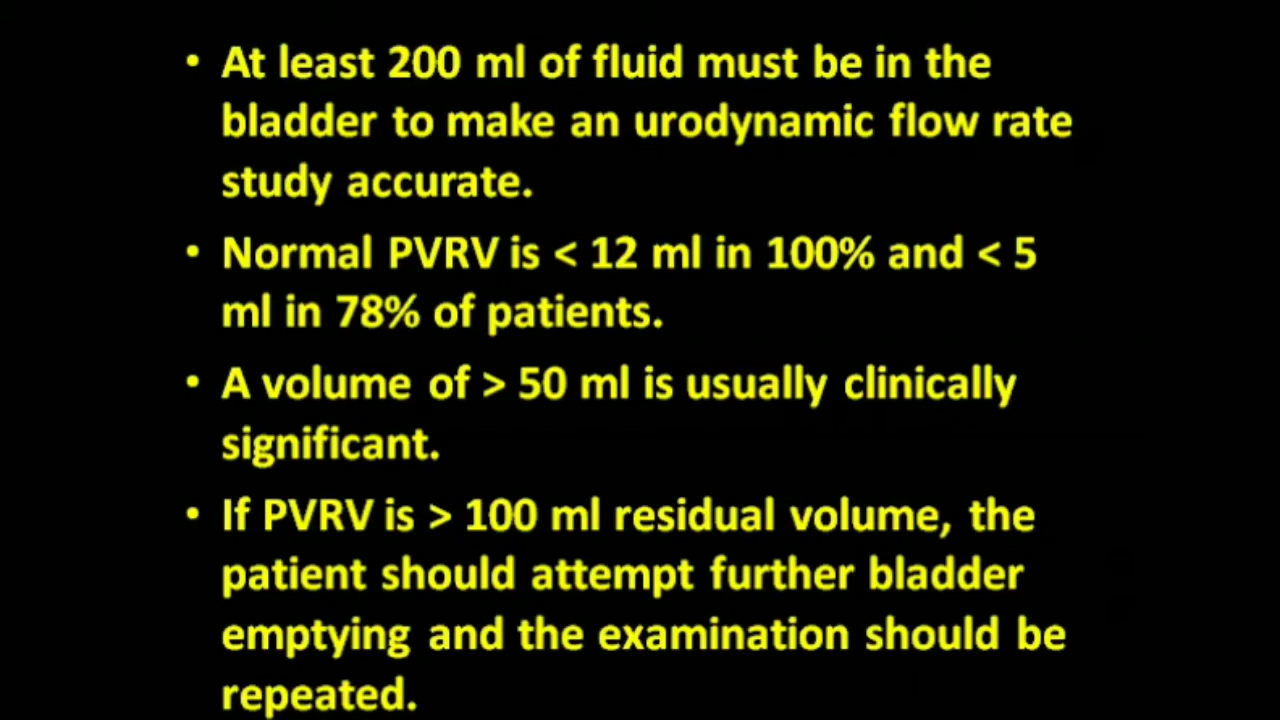 • At least 200 ml of fluid must be in the
bladder to make an urodynamic flow rate
study accurate.
• Normal PVRV is < 12 ml in 100% and < 5
ml in 78% of patients.
• A volume of > 50 ml is usually clinically
significant.
• If PVRV is > 100 ml residual volume, the
patient should attempt further bladder
emptying and the examination should be
repeated.